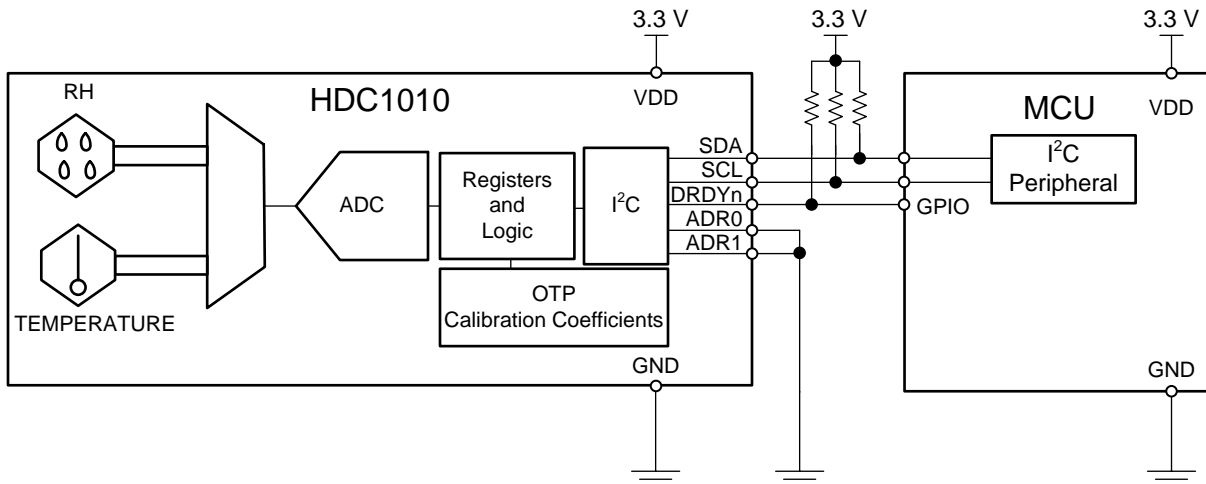 3.3 V
3.3 V
3.3 V
RH
HDC1010
VDD
MCU
VDD
SDA
SCL
DRDYn
ADR0
ADR1
I²C
Peripheral
GPIO
ADC
Registers
and
Logic
I²C
OTP
Calibration Coefficients
TEMPERATURE
GND
GND